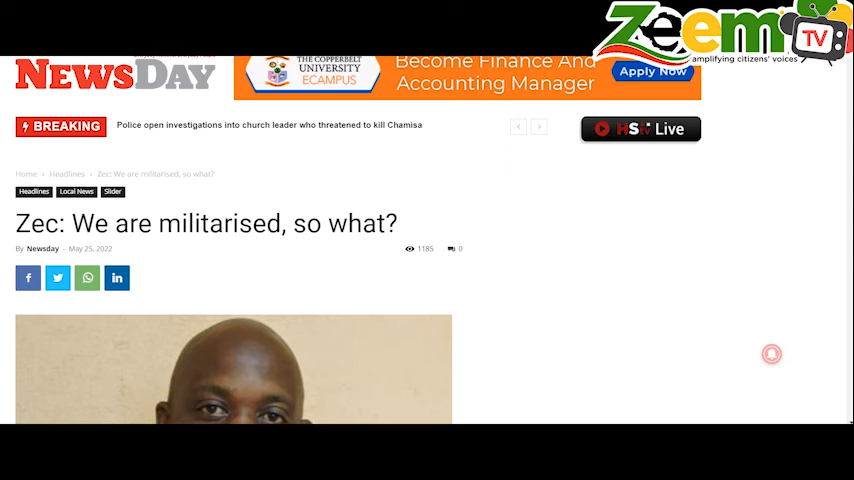 zeem
TV
amplifying citizens' voices
NEWSDAY
THE COPPERBELT
UNIVERSITY
ECAMPUS
Become Finance And
Accounting Manager
Apply Now
BREAKING
Police open investigations into church leader who threatened to kill Chamisa
HStv Live
Home › Headlines › Zec: We are militarised, so what?
Headlines Local News Slider
Zec: We are militarised, so what?
By Newsday - May 25, 2022 1185 0